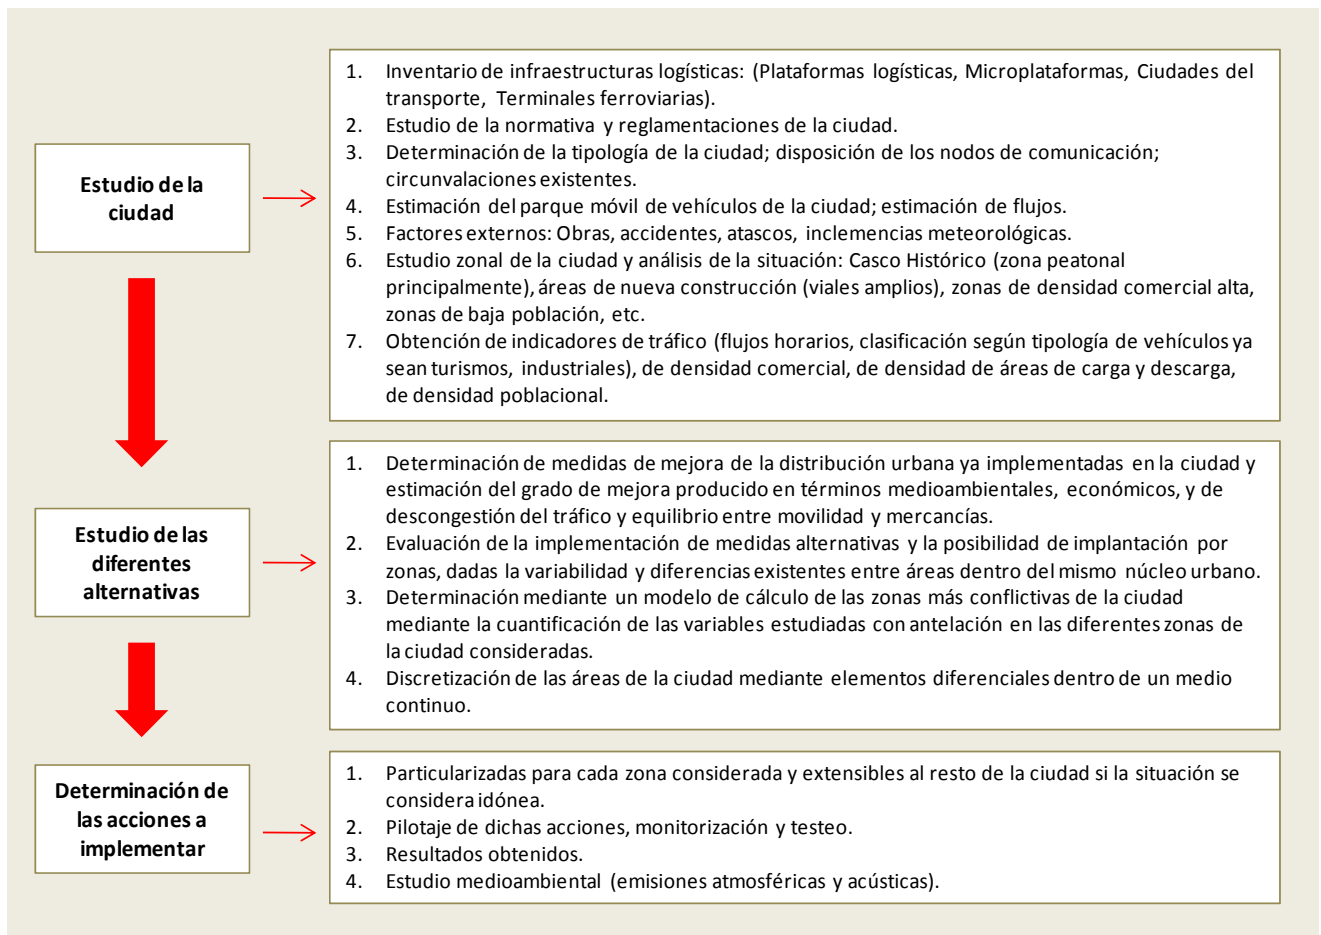 Estudio de la
ciudad
1. Inventario de infraestructuras logísticas: (Plataformas logísticas, Microplataformas, Ciudades del
transporte, Terminales ferroviarias).
2. Estudio de la normativa y reglamentaciones de la ciudad.
3. Determinación de la tipología de la ciudad; disposición de los nodos de comunicación;
circunvalaciones existentes.
4. Estimación del parque móvil de vehículos de la ciudad; estimación de flujos.
5. Factores externos: Obras, accidentes, atascos, inclemencias meteorológicas.
6. Estudio zonal de la ciudad y análisis de la situación: Casco Histórico (zona peatonal
principalmente), áreas de nueva construcción (viales amplios), zonas de densidad comercial alta,
zonas de baja población, etc.
7. Obtención de indicadores de tráfico (flujos horarios, clasificación según tipología de vehículos ya
sean turismos, industriales), de densidad comercial, de densidad de áreas de carga y descarga,
de densidad poblacional.
Estudio de las
diferentes
alternativas
1. Determinación de medidas de mejora de la distribución urbana ya implementadas en la ciudad y
estimación del grado de mejora producido en términos medioambientales, económicos, y de
descongestión del tráfico y equilibrio entre movilidad y mercancías.
2. Evaluación de la implementación de medidas alternativas y la posibilidad de implantación por
zonas, dadas la variabilidad y diferencias existentes entre áreas dentro del mismo núcleo urbano.
3. Determinación mediante un modelo de cálculo de las zonas más conflictivas de la ciudad
mediante la cuantificación de las variables estudiadas con antelación en las diferentes zonas de
la ciudad consideradas.
4. Discretización de las áreas de la ciudad mediante elementos diferenciales dentro de un medio
continuo.
Determinación de
las acciones a
implementar
1. Particularizadas para cada zona considerada y extensibles al resto de la ciudad si la situación se
considera idónea.
2. Pilotaje de dichas acciones, monitorización y testeo.
3. Resultados obtenidos.
4. Estudio medioambiental (emisiones atmosféricas y acústicas).